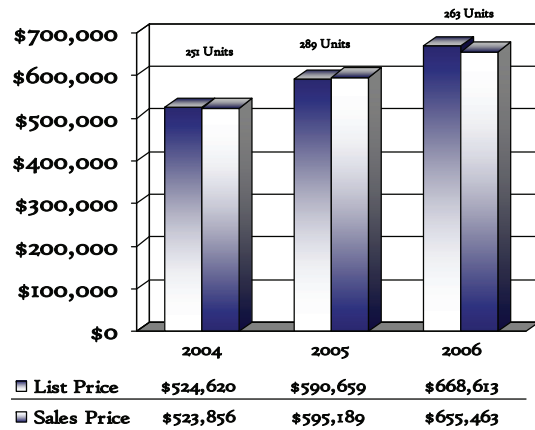 263 Units
251 Units
289 Units
$700,000
$600,000
$500,000
$400,000
$300,000
$200,000
$100,000
$0
2004 2005 2006
List Price $524,620 $590,659 $668,613
Sales Price $523,856 $595,189 $655,463